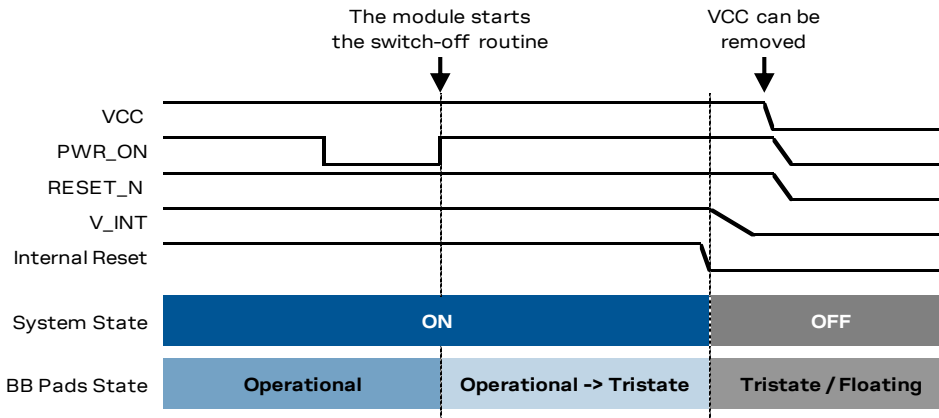 The module starts
the switch-off routine
VCC can be
removed
VCC
PWR_ON
RESET_N
V_INT
Internal Reset
System State
ON
OFF
BB Pads State
Operational
Operational -> Tristate
Tristate / Floating